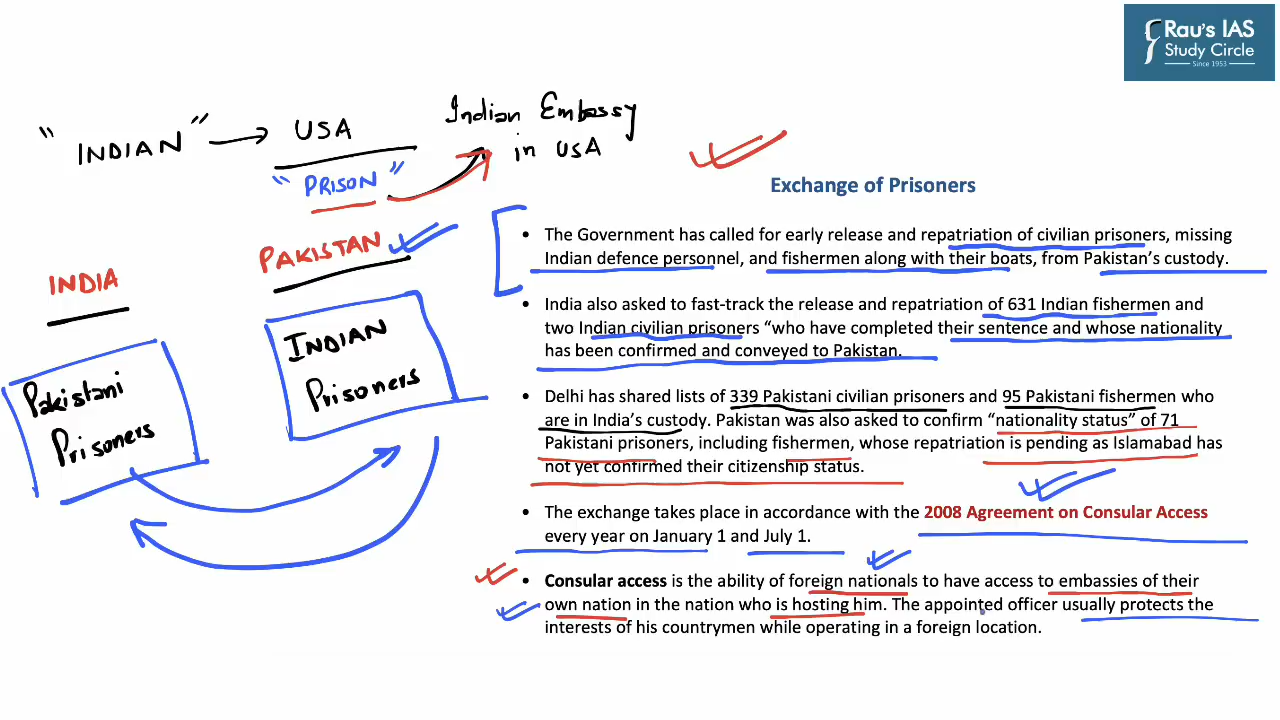 Rau's IAS
Study Circle
Since 1953
" INDIAN " → USA
" PRISON "
Indian Embassy
in USA
INDIA
PAKISTAN
Pakistani
Prisoners
INDIAN
Prisoners
Exchange of Prisoners
• The Government has called for early release and repatriation of civilian prisoners, missing
Indian defence personnel, and fishermen along with their boats, from Pakistan's custody.
• India also asked to fast-track the release and repatriation of 631 Indian fishermen and
two Indian civilian prisoners “who have completed their sentence and whose nationality
has been confirmed and conveyed to Pakistan.
• Delhi has shared lists of 339 Pakistani civilian prisoners and 95 Pakistani fishermen who
are in India's custody. Pakistan was also asked to confirm “nationality status” of 71
Pakistani prisoners, including fishermen, whose repatriation is pending as Islamabad has
not yet confirmed their citizenship status.
• The exchange takes place in accordance with the 2008 Agreement on Consular Access
every year on January 1 and July 1.
• Consular access is the ability of foreign nationals to have access to embassies of their
own nation in the nation who is hosting him. The appointed officer usually protects the
interests of his countrymen while operating in a foreign location.